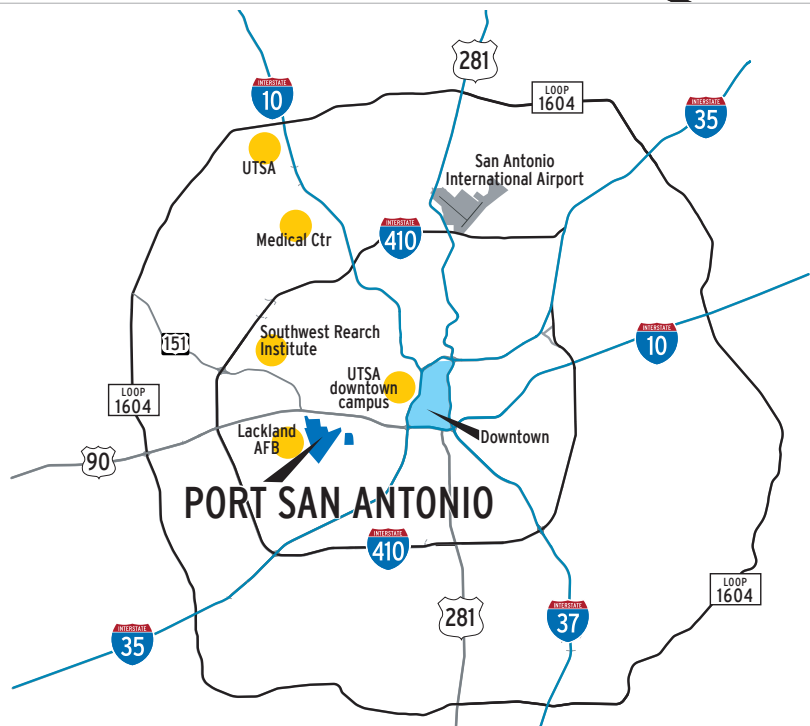 281
INTERSTATE
10
LOOP
1604
INTERSTATE
35
UTSA
San Antonio
International Airport
Medical Ctr
INTERSTATE
410
151
Southwest Rearch
Institute
INTERSTATE
10
UTSA
downtown
campus
LOOP
1604
Lackland
AFB
Downtown
90
PORT SAN ANTONIO
INTERSTATE
410
LOOP
1604
281
INTERSTATE
37
INTERSTATE
35